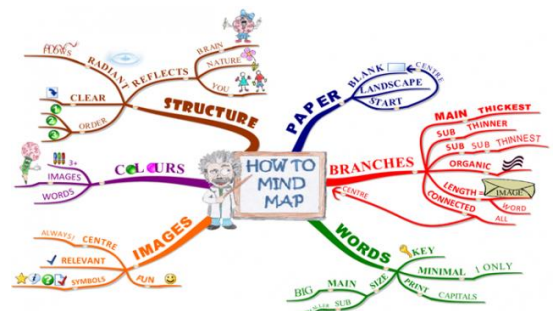 HOW TO
MIND
MAP
PAPER
BLANK
CENTRE
LANDSCAPE
START
BRANCHES
MAIN THICKEST
SUB THINNER
SUB SUB THINNEST
ORGANIC
LENGTH =
IMAGE
WORD
CONNECTED
ALL
CENTRE
WORDS
KEY
MINIMAL 1 ONLY
PRINT CAPITALS
SIZE
MAIN BIG
SUB
IMAGES
FUN
CENTRE ALWAYS!
RELEVANT
SYMBOLS
COLOURS
3+
IMAGES
WORDS
STRUCTURE
RADIANT
FLOWS
REFLECTS
BRAIN
NATURE
YOU
CLEAR
ORDER